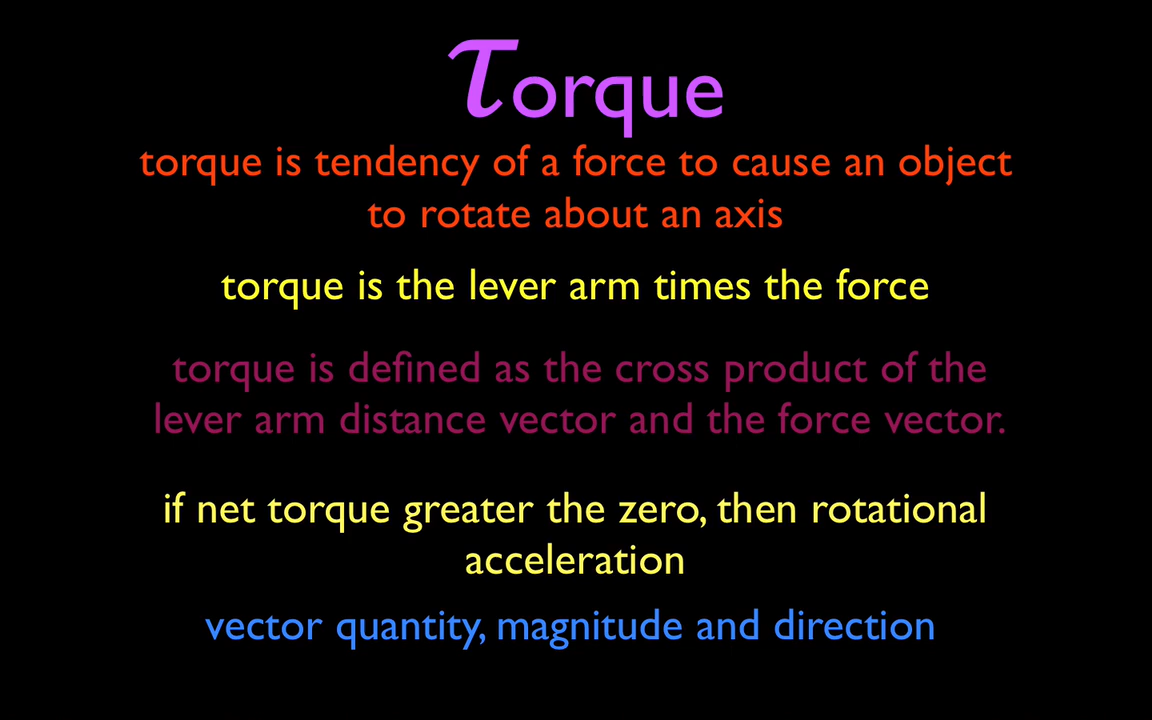 τorque
torque is tendency of a force to cause an object
to rotate about an axis
torque is the lever arm times the force
torque is defined as the cross product of the
lever arm distance vector and the force vector.
if net torque greater the zero, then rotational
acceleration
vector quantity, magnitude and direction